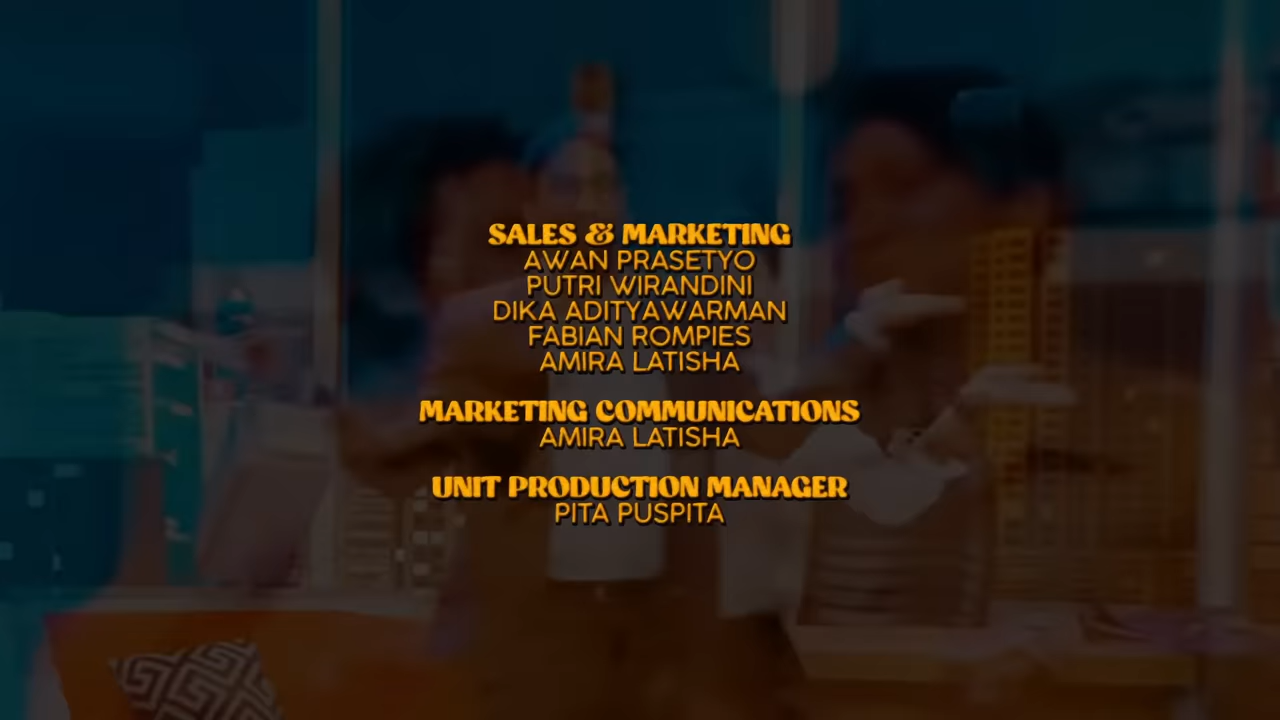 SALES & MARKETING
AWAN PRASETYO
PUTRI WIRANDINI
DIKA ADITYAWARMAN
FABIAN ROMPIES
AMIRA LATISHA
MARKETING COMMUNICATIONS
AMIRA LATISHA
UNIT PRODUCTION MANAGER
PITA PUSPITA